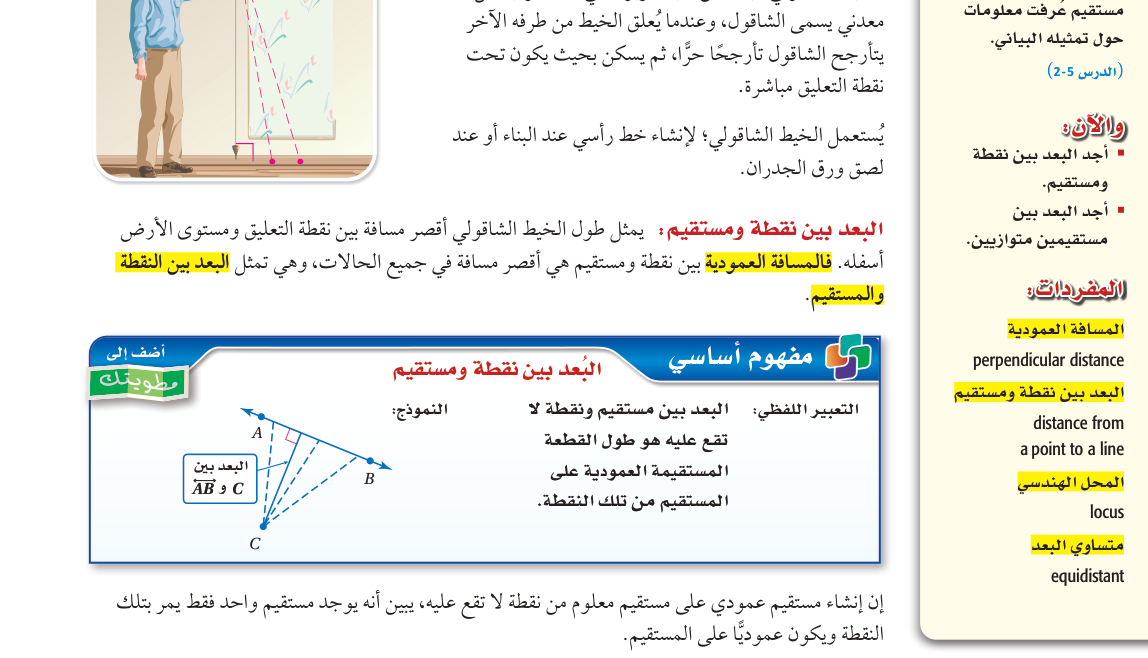 مستقيم عُرفت معلومات
حول تمثيله البياني.
(الدرس 5-2)
والآن:
أجد البعد بين نقطة
ومستقيم.
أجد البعد بين
مستقيمين متوازيين.
المفردات:
المسافة العمودية
perpendicular distance
البعد بين نقطة ومستقيم
distance from
a point to a line
المحل الهندسي
locus
متساوي البعد
equidistant
معدني يسمى الشاقول، وعندما يُعلق الخيط من طرفه الآخر
يتأرجح الشاقول تأرجحًا حرًّا، ثم يسكن بحيث يكون تحت
نقطة التعليق مباشرة.
يُستعمل الخيط الشاقولي؛ لإنشاء خط رأسي عند البناء أو عند
لصق ورق الجدران.
البعد بين نقطة ومستقيم: يمثل طول الخيط الشاقولي أقصر مسافة بين نقطة التعليق ومستوى الأرض
أسفله. فالمسافة العمودية بين نقطة ومستقيم هي أقصر مسافة في جميع الحالات، وهي تمثل البعد بين النقطة
والمستقيم.
مفهوم أساسي
البُعد بين نقطة ومستقيم
أضف إلى
مطويتك
التعبير اللفظي: البعد بين مستقيم ونقطة لا
تقع عليه هو طول القطعة
المستقيمة العمودية على
المستقيم من تلك النقطة.
النموذج:
A
B
البعد بين
C و AB
C
إن إنشاء مستقيم عمودي على مستقيم معلوم من نقطة لا تقع عليه، يبين أنه يوجد مستقيم واحد فقط يمر بتلك
النقطة ويكون عموديًّا على المستقيم.